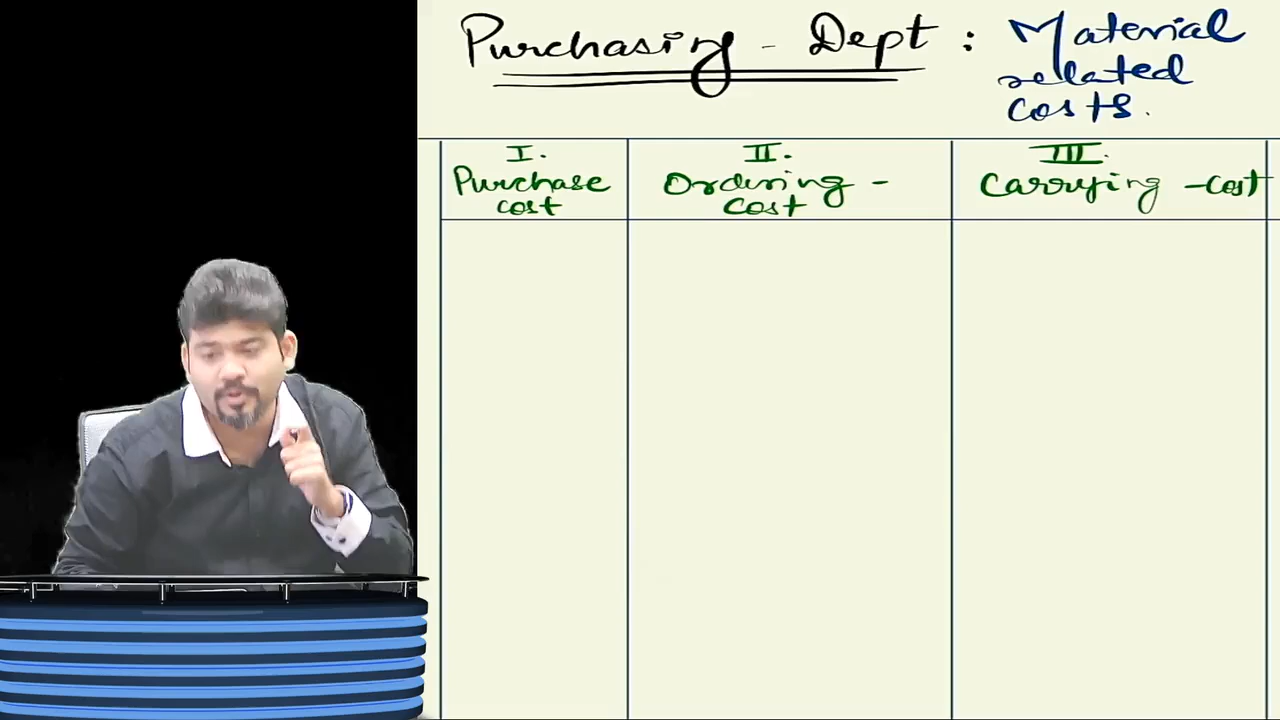 Purchasing - Dept : Material
related
costs.
I.
Purchase
cost
II.
Ordering -
Cost
III.
Carrying - cost